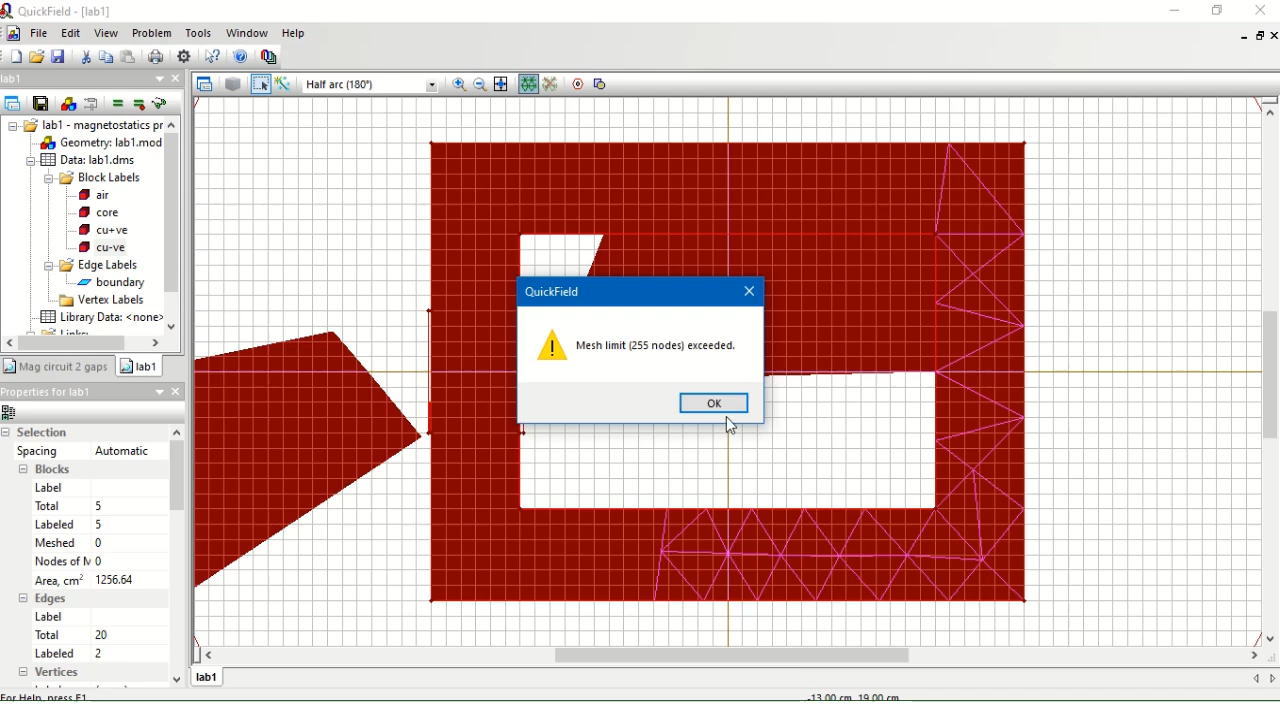 QuickField - [lab1]
File Edit View Problem Tools Window Help
lab1
Half arc (180°)
lab1 - magnetostatics pr
Geometry: lab1.mod
Data: lab1.dms
Block Labels
air
core
cu+ve
cu-ve
Edge Labels
boundary
Vertex Labels
Library Data: <none>
Links:
Mag circuit 2 gaps lab1
Properties for lab1
Selection
Spacing Automatic
Blocks
Label
Total 5
Labeled 5
Meshed 0
Nodes of M 0
Area, cm² 1256.64
Edges
Label
Total 20
Labeled 2
Vertices
QuickField
Mesh limit (255 nodes) exceeded.
OK
lab1
For Help, press F1
-13.00 cm, 19.00 cm